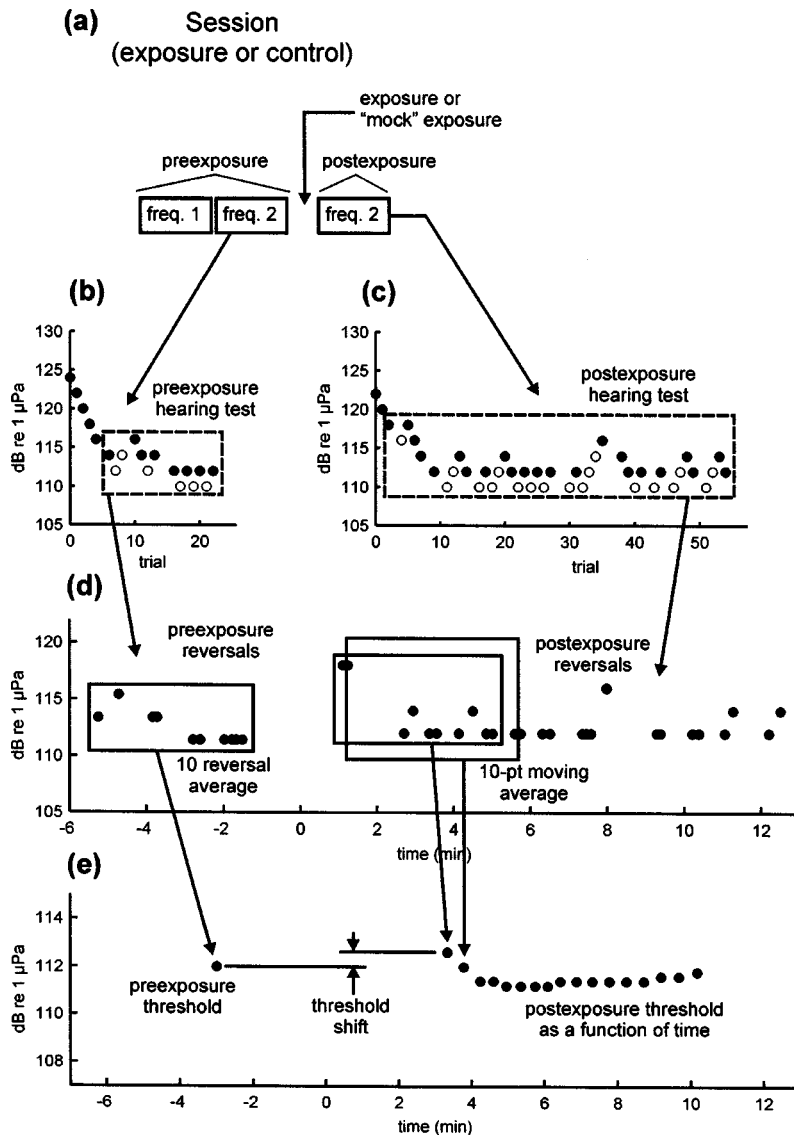 (a)
Session
(exposure or control)
exposure or
"mock" exposure
preexposure
postexposure
freq. 1
freq. 2
freq. 2
(b)
130
125
120
115
110
105
dB re 1 µPa
preexposure
hearing test
0
10
20
trial
(c)
130
125
120
115
110
105
dB re 1 µPa
postexposure
hearing test
0
10
20
30
40
50
trial
(d)
120
115
110
105
dB re 1 µPa
preexposure
reversals
10 reversal
average
postexposure
reversals
10-pt moving
average
-6
-4
-2
0
2
4
6
8
10
12
time (min)
(e)
114
112
110
108
dB re 1 µPa
preexposure
threshold
threshold
shift
postexposure threshold
as a function of time
-6
-4
-2
0
2
4
6
8
10
12
time (min)